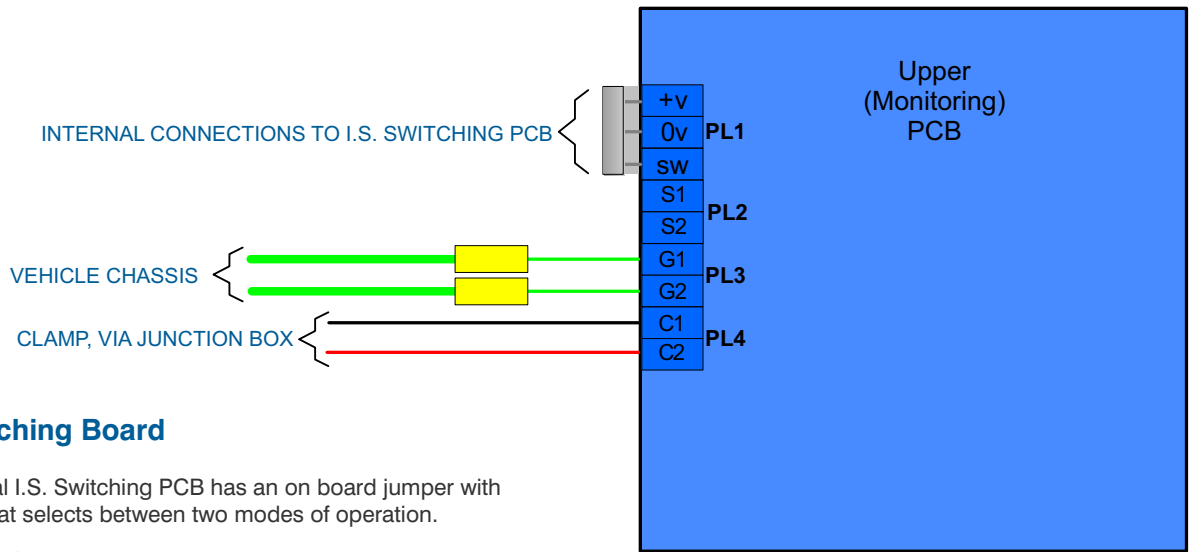 Upper
(Monitoring)
PCB
INTERNAL CONNECTIONS TO I.S. SWITCHING PCB
+v
0v
sw
PL1
S1
S2
PL2
VEHICLE CHASSIS
G1
G2
PL3
CLAMP, VIA JUNCTION BOX
C1
C2
PL4
ching Board
al I.S. Switching PCB has an on board jumper with
at selects between two modes of operation.